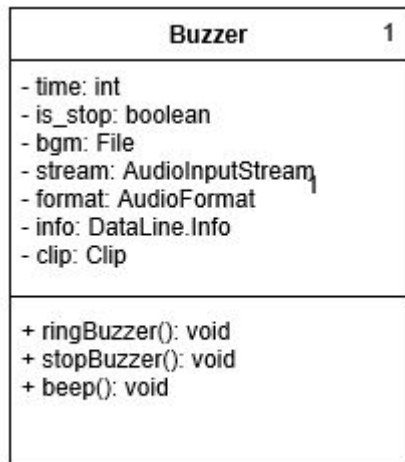 Buzzer 1
- time: int
- is_stop: boolean
- bgm: File
- stream: AudioInputStream
1
- format: AudioFormat
- info: DataLine.Info
- clip: Clip
+ ringBuzzer(): void
+ stopBuzzer(): void
+ beep(): void